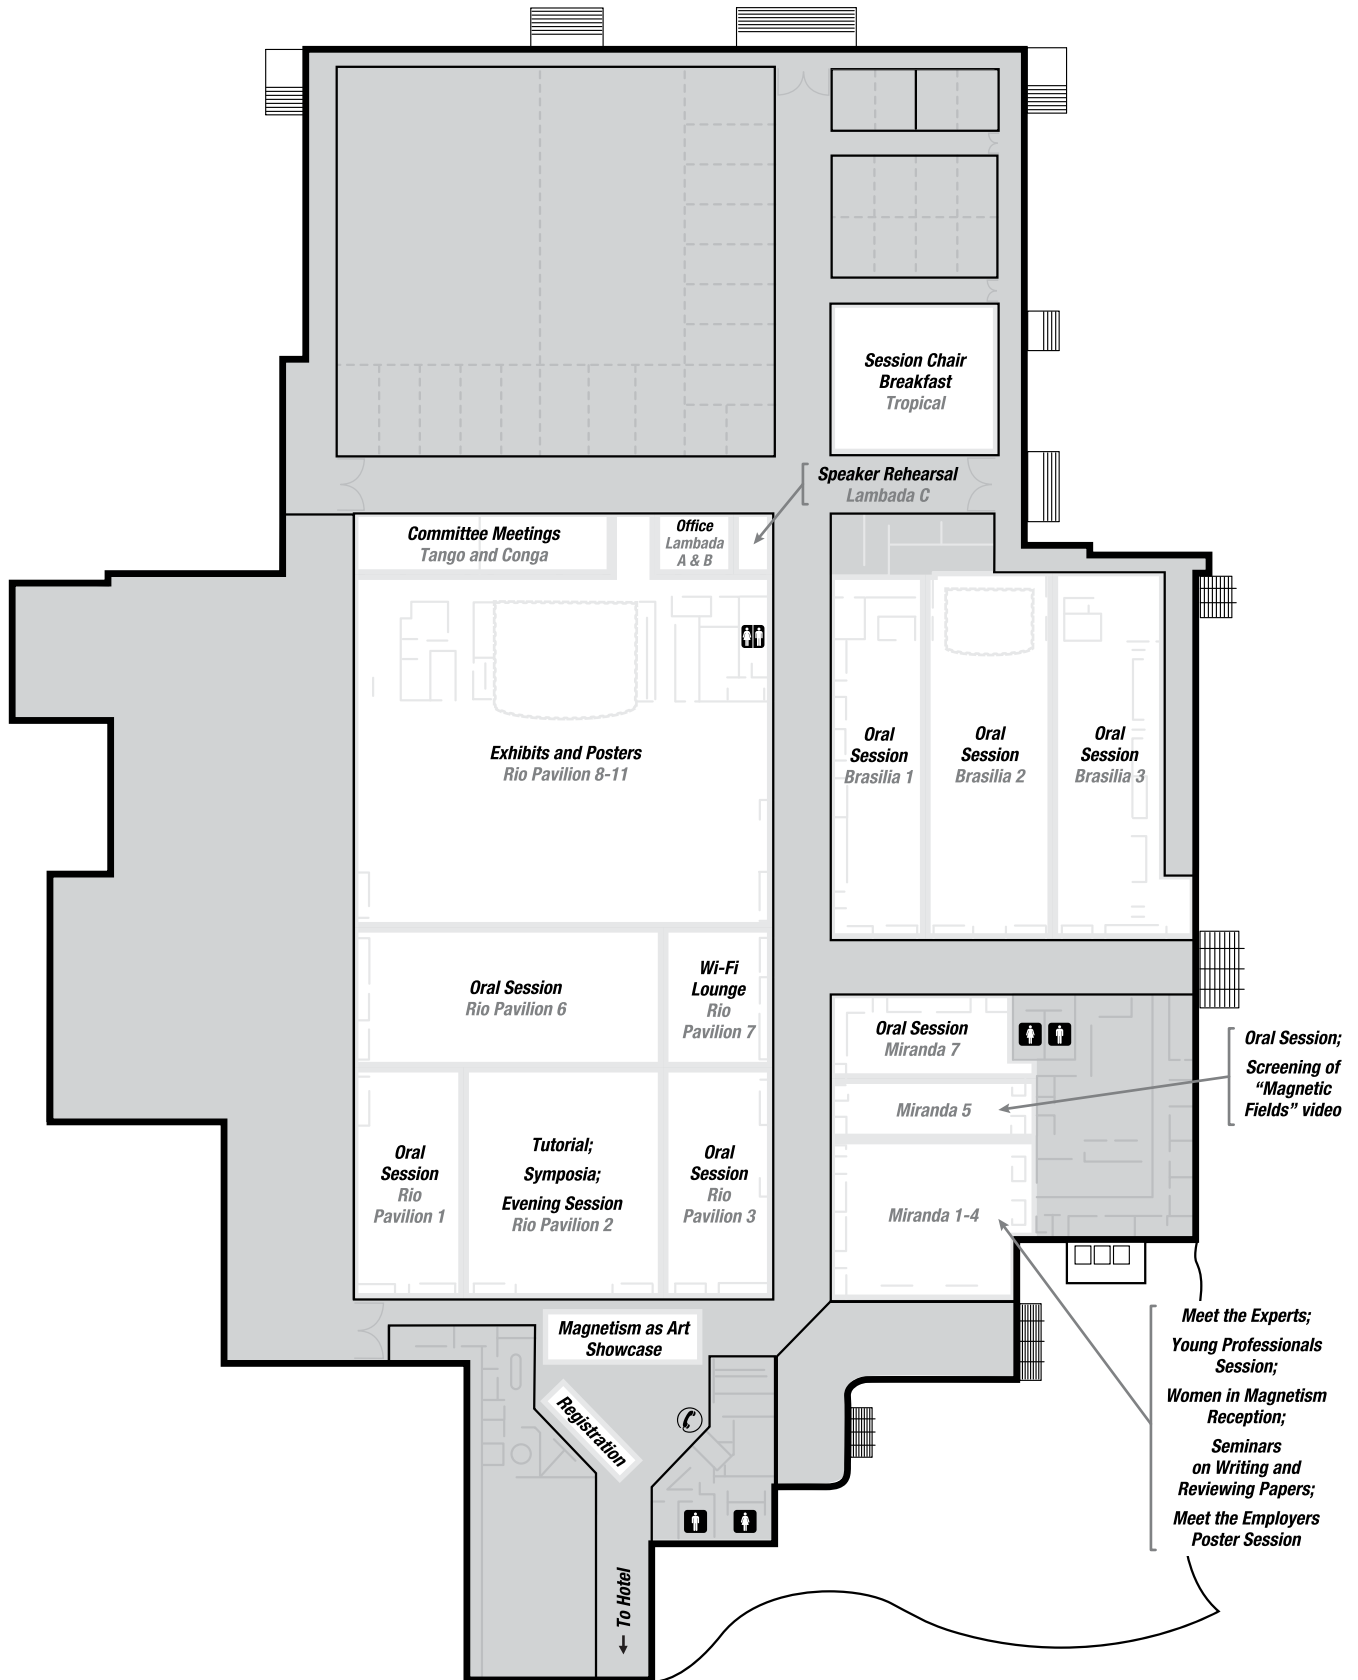 Session Chair
Breakfast
Tropical
Speaker Rehearsal
Lambada C
Committee Meetings
Tango and Conga
Office
Lambada
A & B
Exhibits and Posters
Rio Pavilion 8-11
Oral
Session
Brasilia 1
Oral
Session
Brasilia 2
Oral
Session
Brasilia 3
Oral Session
Rio Pavilion 6
Wi-Fi
Lounge
Rio
Pavilion 7
Oral Session
Miranda 7
Oral Session;
Screening of
“Magnetic
Fields” video
Miranda 5
Oral
Session
Rio
Pavilion 1
Tutorial;
Symposia;
Evening Session
Rio Pavilion 2
Oral
Session
Rio
Pavilion 3
Miranda 1-4
Magnetism as Art
Showcase
Registration
Meet the Experts;
Young Professionals
Session;
Women in Magnetism
Reception;
Seminars
on Writing and
Reviewing Papers;
Meet the Employers
Poster Session
To Hotel